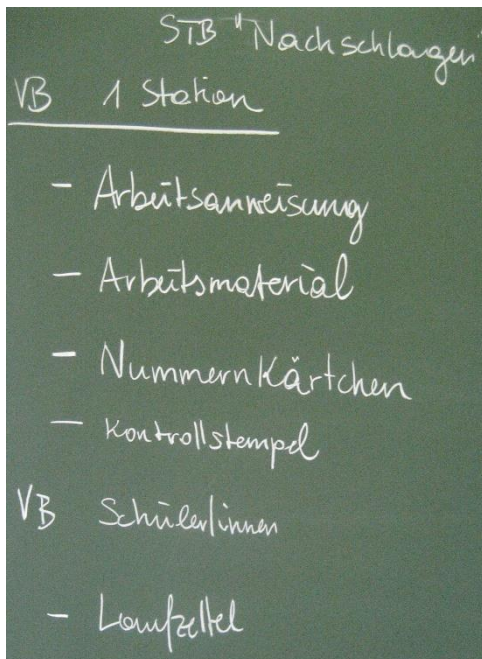 STB "Nachschlagen"
VB 1 Station
- Arbeitsanweisung
- Arbeitsmaterial
- Nummernkärtchen
- Kontrollstempel
VB Schüler/innen
- Laufzettel